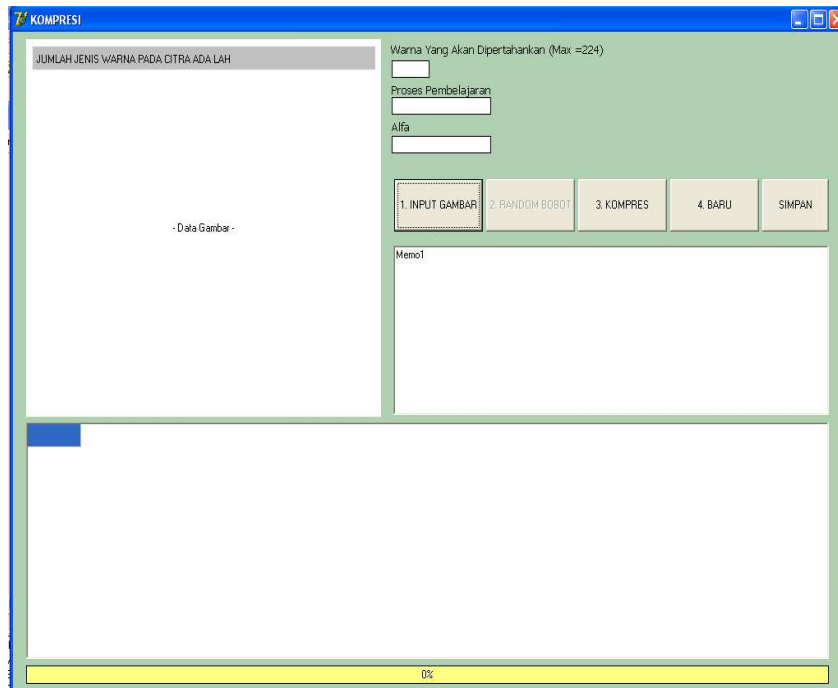 KOMPRESI
JUMLAH JENIS WARNA PADA CITRA ADA LAH
- Data Gambar -
Warna Yang Akan Dipertahankan (Max =224)
Proses Pembelajaran
Alfa
1. INPUT GAMBAR
2. RANDOM BOBOT
3. KOMPRES
4. BARU
SIMPAN
Memo1
0%